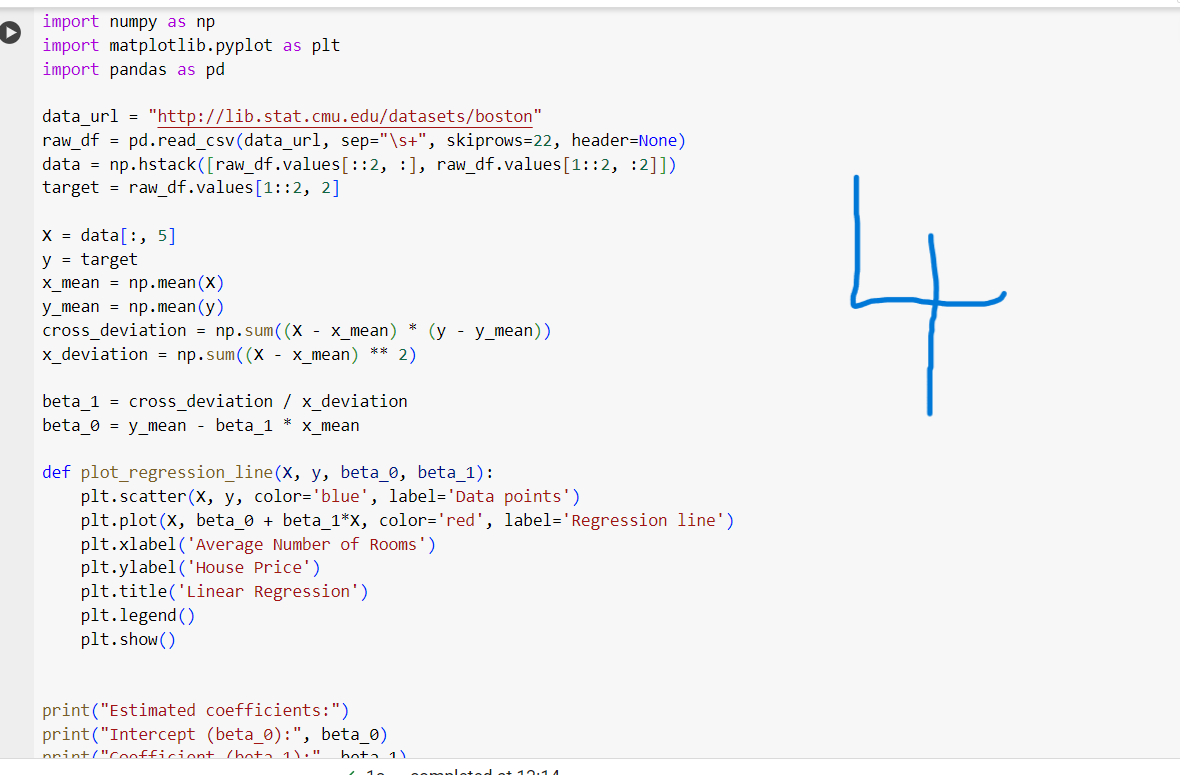 import numpy as np
import matplotlib.pyplot as plt
import pandas as pd
data_url = "http://lib.stat.cmu.edu/datasets/boston"
raw_df = pd.read_csv(data_url, sep="\s+", skiprows=22, header=None)
data = np.hstack([raw_df.values[::2, :], raw_df.values[1::2, :2]])
target = raw_df.values[1::2, 2]
X = data[:, 5]
y = target
x_mean = np.mean(X)
y_mean = np.mean(y)
cross_deviation = np.sum((X - x_mean) * (y - y_mean))
x_deviation = np.sum((X - x_mean) ** 2)
beta_1 = cross_deviation / x_deviation
beta_0 = y_mean - beta_1 * x_mean
def plot_regression_line(X, y, beta_0, beta_1):
    plt.scatter(X, y, color='blue', label='Data points')
    plt.plot(X, beta_0 + beta_1*X, color='red', label='Regression line')
    plt.xlabel('Average Number of Rooms')
    plt.ylabel('House Price')
    plt.title('Linear Regression')
    plt.legend()
    plt.show()
print("Estimated coefficients:")
print("Intercept (beta_0):", beta_0)
print("Coefficient (beta_1):", beta_1)
4